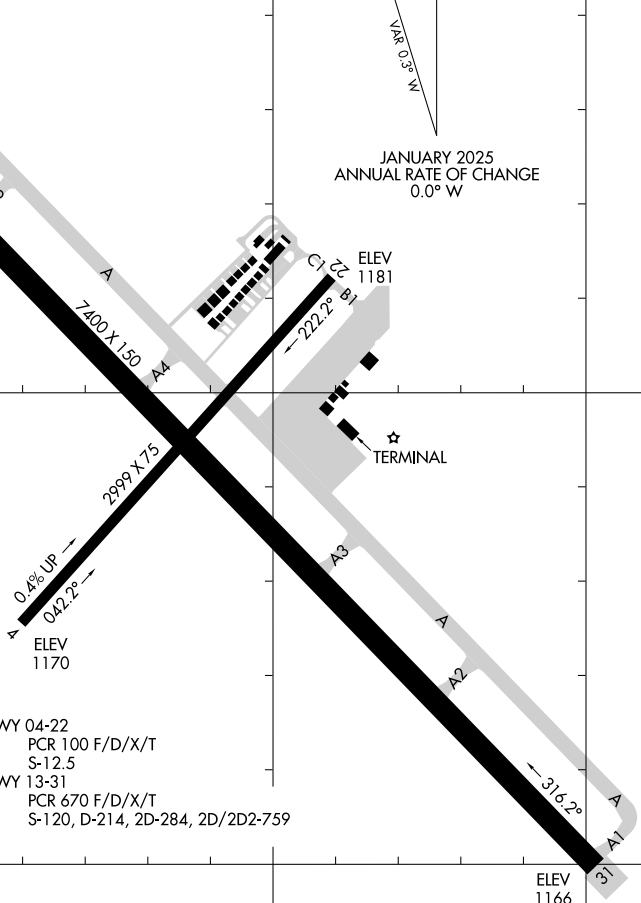 VAR 0.3° W
JANUARY 2025
ANNUAL RATE OF CHANGE
0.0° W
A
7400 X 150
A4
C1
22
B1
ELEV
1181
222.2°
TERMINAL
2999 X 75
0.4% UP
042.2°
4
ELEV
1170
A3
A
A2
WY 04-22
PCR 100 F/D/X/T
S-12.5
WY 13-31
PCR 670 F/D/X/T
S-120, D-214, 2D-284, 2D/2D2-759
316.2°
A
A1
31
ELEV
1166